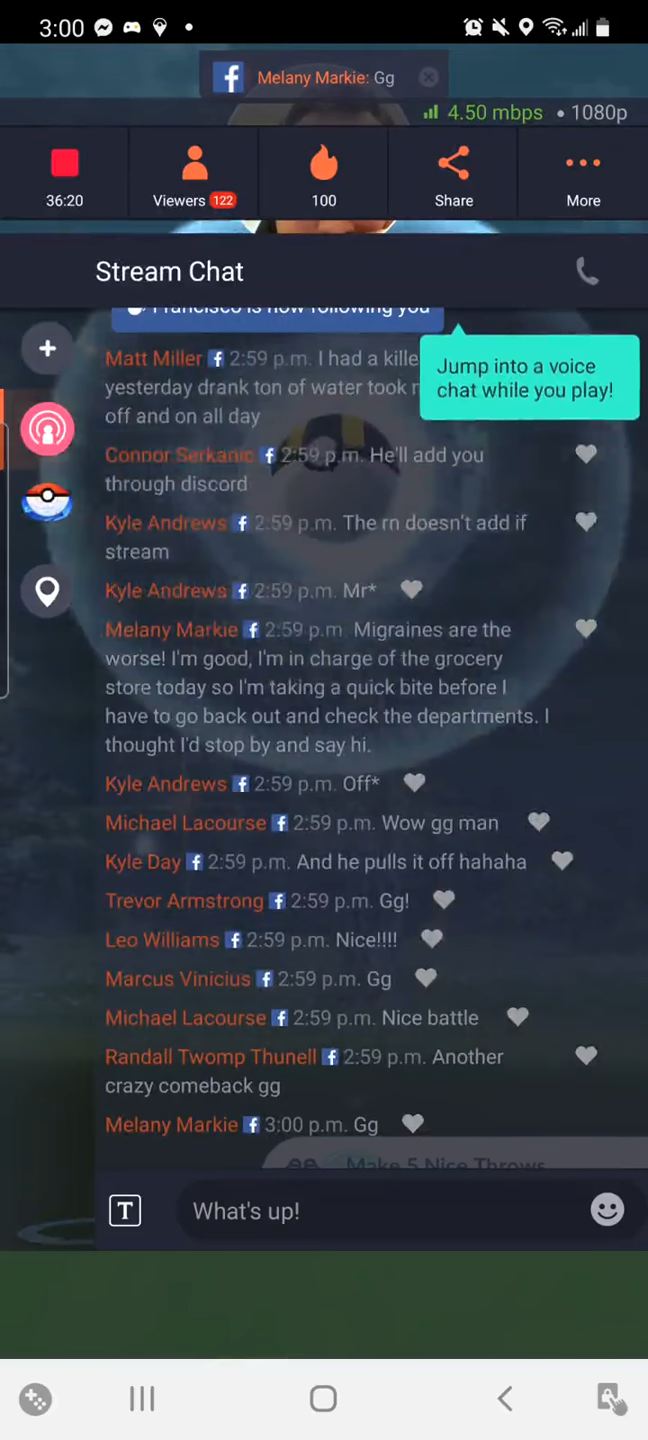 3:00
Melany Markie: Gg
4.50 mbps • 1080p
36:20
Viewers 122
100
Share
More
Stream Chat
Francisco is now following you
Jump into a voice
chat while you play!
Matt Miller 2:59 p.m. I had a kille
yesterday drank ton of water took
off and on all day
Connor Serkanic 2:59 p.m. He'll add you
through discord
Kyle Andrews 2:59 p.m. The rn doesn't add if
stream
Kyle Andrews 2:59 p.m. Mr*
Melany Markie 2:59 p.m. Migraines are the
worse! I'm good, I'm in charge of the grocery
store today so I'm taking a quick bite before I
have to go back out and check the departments. I
thought I'd stop by and say hi.
Kyle Andrews 2:59 p.m. Off*
Michael Lacourse 2:59 p.m. Wow gg man
Kyle Day 2:59 p.m. And he pulls it off hahaha
Trevor Armstrong 2:59 p.m. Gg!
Leo Williams 2:59 p.m. Nice!!!!
Marcus Vinicius 2:59 p.m. Gg
Michael Lacourse 2:59 p.m. Nice battle
Randall Twomp Thunell 2:59 p.m. Another
crazy comeback gg
Melany Markie 3:00 p.m. Gg
Make 5 Nice Throws
T What's up!